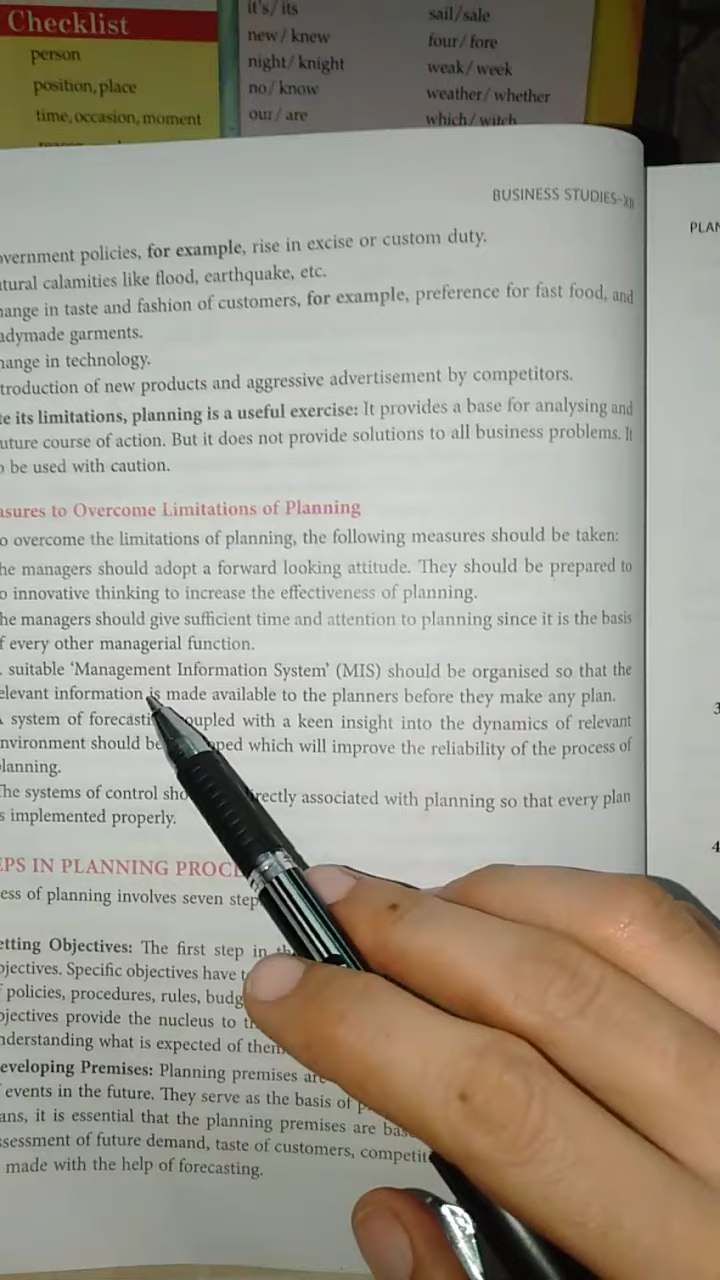 Checklist
person
position, place
time, occasion, moment
it's / its
new / knew
night / knight
no / know
our / are
sail / sale
four / fore
weak / week
weather / whether
which / witch
BUSINESS STUDIES–XII
overnment policies, for example, rise in excise or custom duty.
atural calamities like flood, earthquake, etc.
hange in taste and fashion of customers, for example, preference for fast food, and
adymade garments.
hange in technology.
troduction of new products and aggressive advertisement by competitors.
te its limitations, planning is a useful exercise: It provides a base for analysing and
uture course of action. But it does not provide solutions to all business problems. It
o be used with caution.
asures to Overcome Limitations of Planning
o overcome the limitations of planning, the following measures should be taken:
he managers should adopt a forward looking attitude. They should be prepared to
o innovative thinking to increase the effectiveness of planning.
he managers should give sufficient time and attention to planning since it is the basis
f every other managerial function.
suitable 'Management Information System' (MIS) should be organised so that the
elevant information is made available to the planners before they make any plan.
system of forecasti oupled with a keen insight into the dynamics of relevant
nvironment should be ped which will improve the reliability of the process of
lanning.
he systems of control sho rectly associated with planning so that every plan
s implemented properly.
EPS IN PLANNING PROC
ess of planning involves seven step
etting Objectives: The first step in
bjectives. Specific objectives have
f policies, procedures, rules, budg
bjectives provide the nucleus to
nderstanding what is expected of them
eveloping Premises: Planning premises are
events in the future. They serve as the basis of
ans, it is essential that the planning premises are bas
ssessment of future demand, taste of customers, competit
made with the help of forecasting.
PLAN
3
4